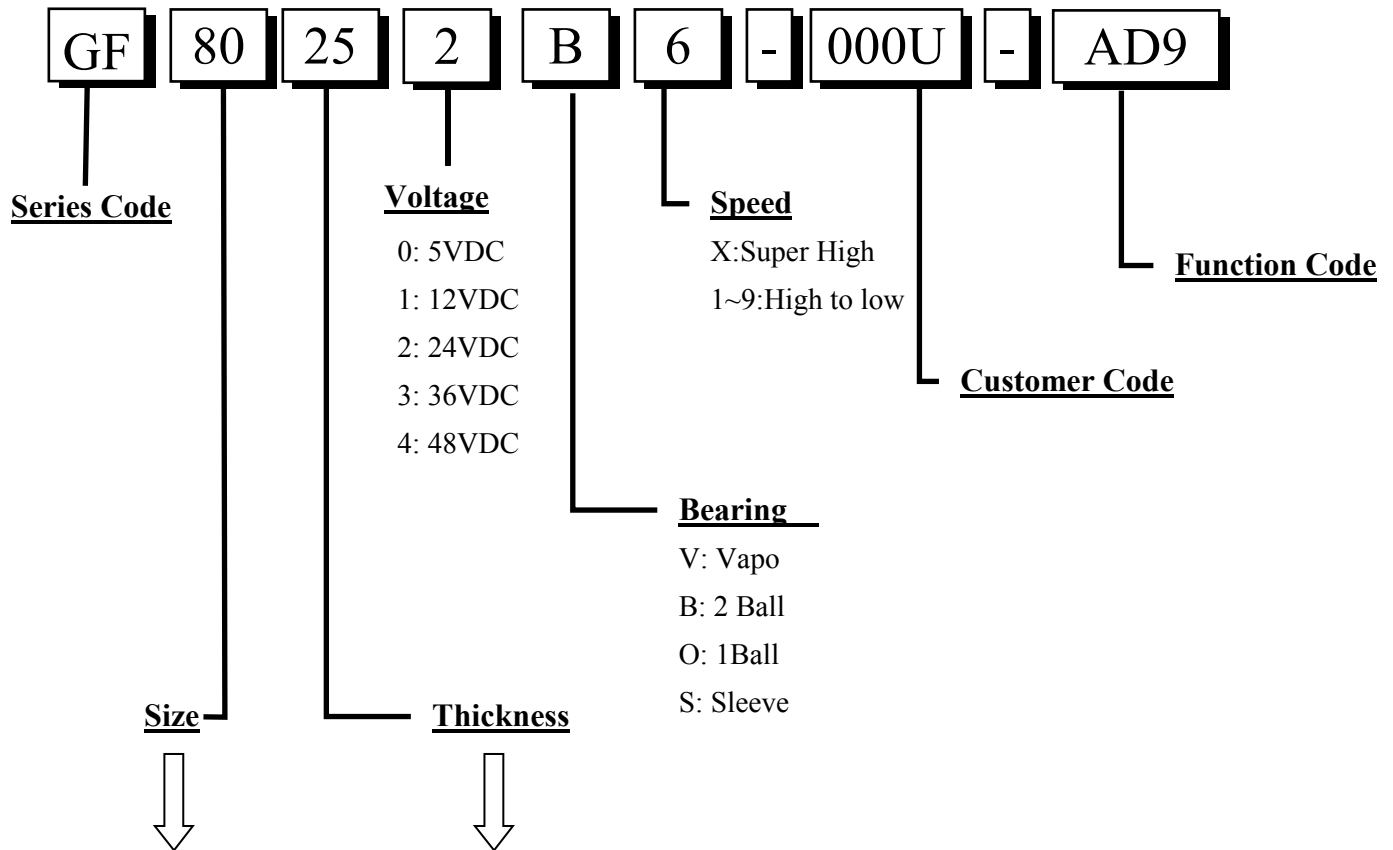 GF 80 25 2 B 6 - 000U - AD9
Series Code
Voltage
0: 5VDC
1: 12VDC
2: 24VDC
3: 36VDC
4: 48VDC
Speed
X:Super High
1~9:High to low
Function Code
Customer Code
Bearing
V: Vapo
B: 2 Ball
O: 1Ball
S: Sleeve
Size
Thickness